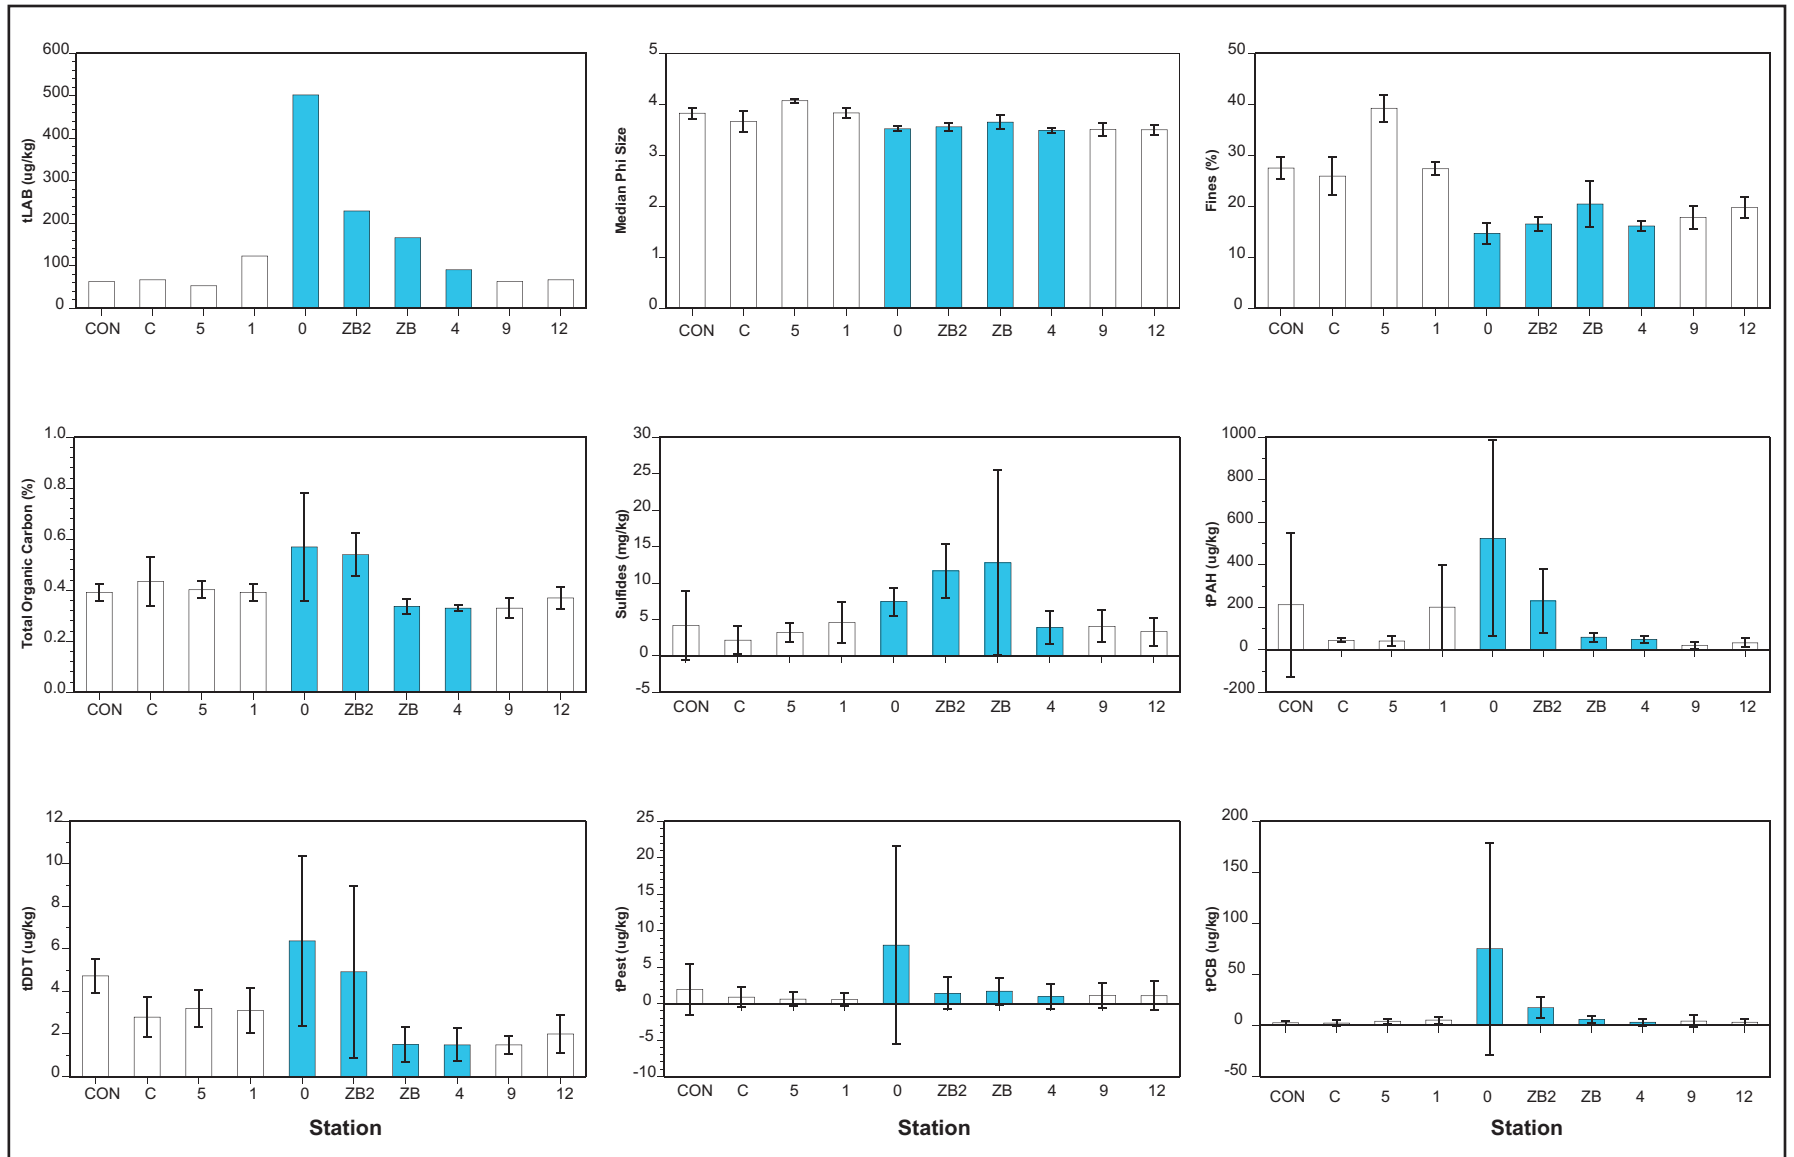 600
500
400
300
200
100
0
tLAB (ug/kg)
CON C 5 1 0 ZB2 ZB 4 9 12
5
4
3
2
1
0
Median Phi Size
CON C 5 1 0 ZB2 ZB 4 9 12
50
40
30
20
10
0
Fines (%)
CON C 5 1 0 ZB2 ZB 4 9 12
1.0
0.8
0.6
0.4
0.2
0.0
Total Organic Carbon (%)
CON C 5 1 0 ZB2 ZB 4 9 12
30
25
20
15
10
5
0
-5
Sulfides (mg/kg)
CON C 5 1 0 ZB2 ZB 4 9 12
1000
800
600
400
200
0
-200
tPAH (ug/kg)
CON C 5 1 0 ZB2 ZB 4 9 12
12
10
8
6
4
2
0
tDDT (ug/kg)
CON C 5 1 0 ZB2 ZB 4 9 12
Station
25
20
15
10
5
0
-5
-10
tPest (ug/kg)
CON C 5 1 0 ZB2 ZB 4 9 12
Station
200
150
100
50
0
-50
tPCB (ug/kg)
CON C 5 1 0 ZB2 ZB 4 9 12
Station